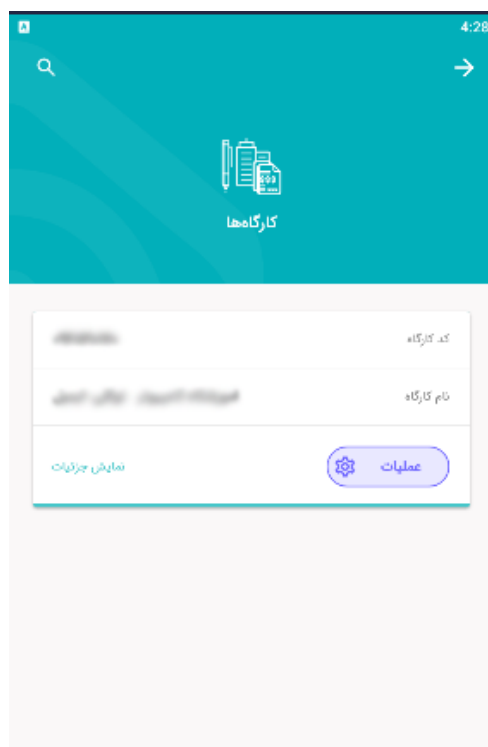 4:28
کارگاه‌ها
کد کارگاه
نام کارگاه
عملیات
نمایش جزئیات